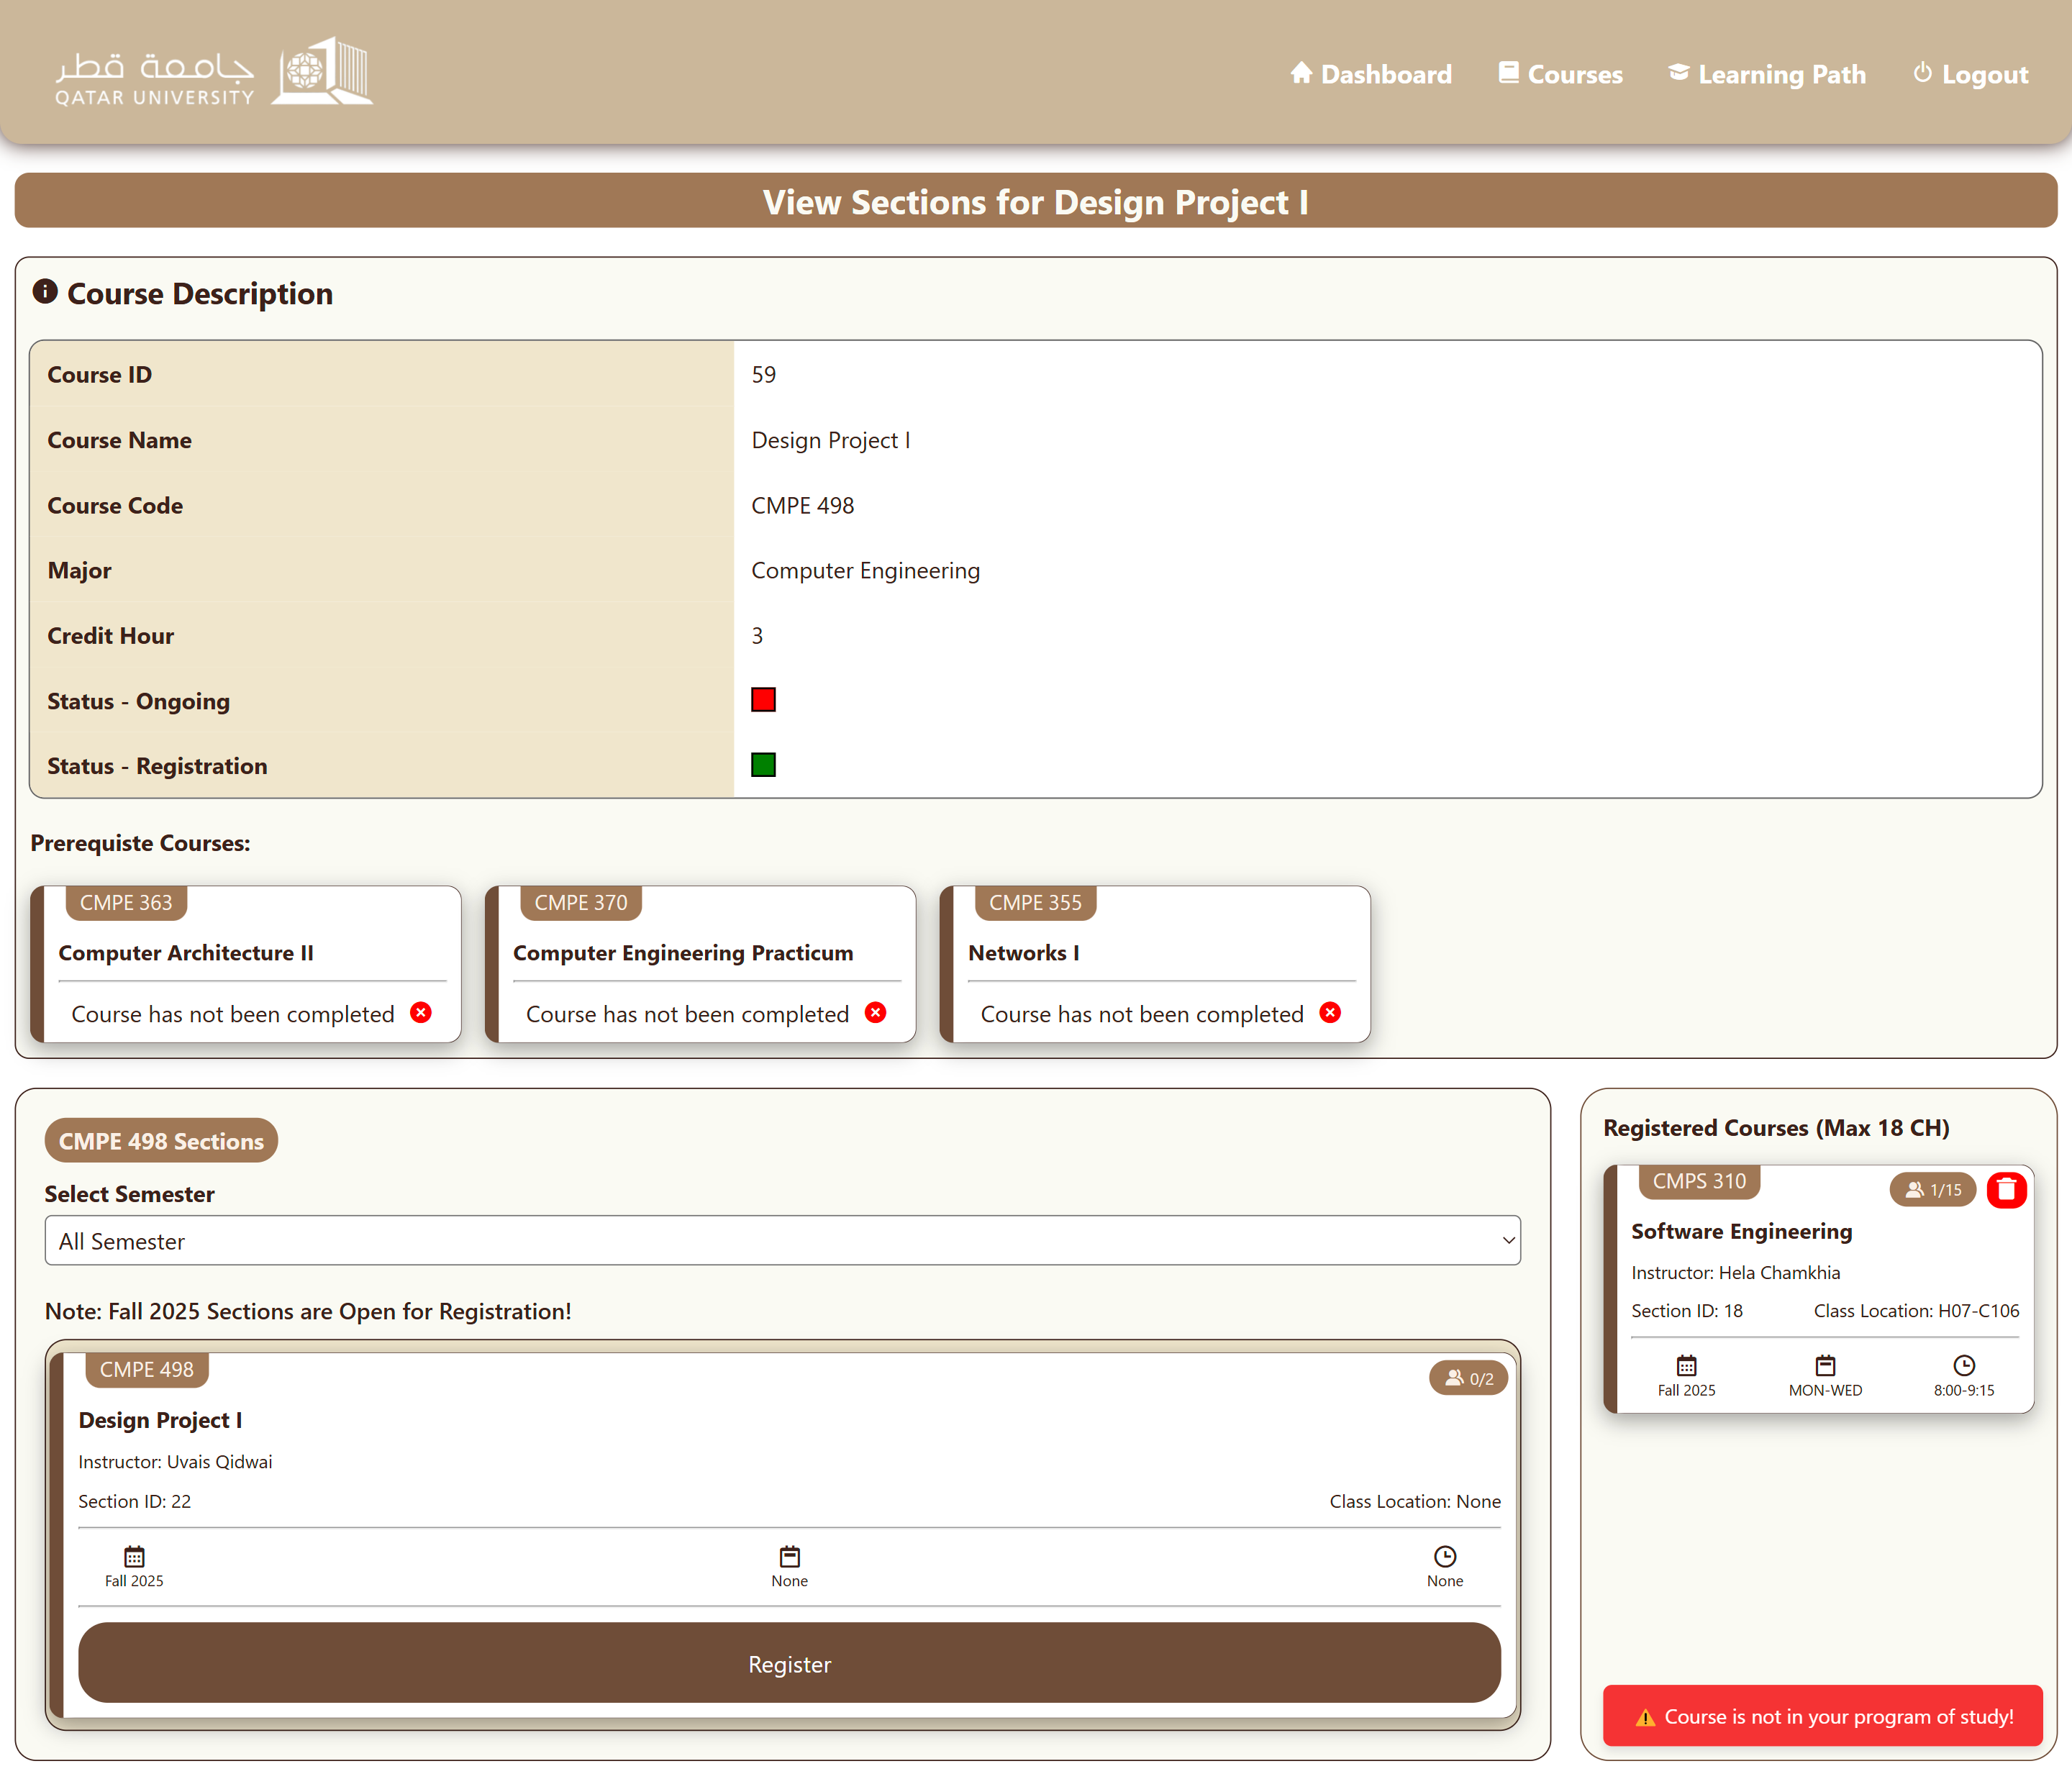 جامعة قطر
QATAR UNIVERSITY
Dashboard
Courses
Learning Path
Logout
View Sections for Design Project I
Course Description
Course ID
59
Course Name
Design Project I
Course Code
CMPE 498
Major
Computer Engineering
Credit Hour
3
Status - Ongoing
Status - Registration
Prerequiste Courses:
CMPE 363
Computer Architecture II
Course has not been completed
CMPE 370
Computer Engineering Practicum
Course has not been completed
CMPE 355
Networks I
Course has not been completed
CMPE 498 Sections
Select Semester
All Semester
Note: Fall 2025 Sections are Open for Registration!
CMPE 498
0/2
Design Project I
Instructor: Uvais Qidwai
Section ID: 22
Class Location: None
Fall 2025
None
None
Register
Registered Courses (Max 18 CH)
CMPS 310
1/15
Software Engineering
Instructor: Hela Chamkhia
Section ID: 18
Class Location: H07-C106
Fall 2025
MON-WED
8:00-9:15
Course is not in your program of study!